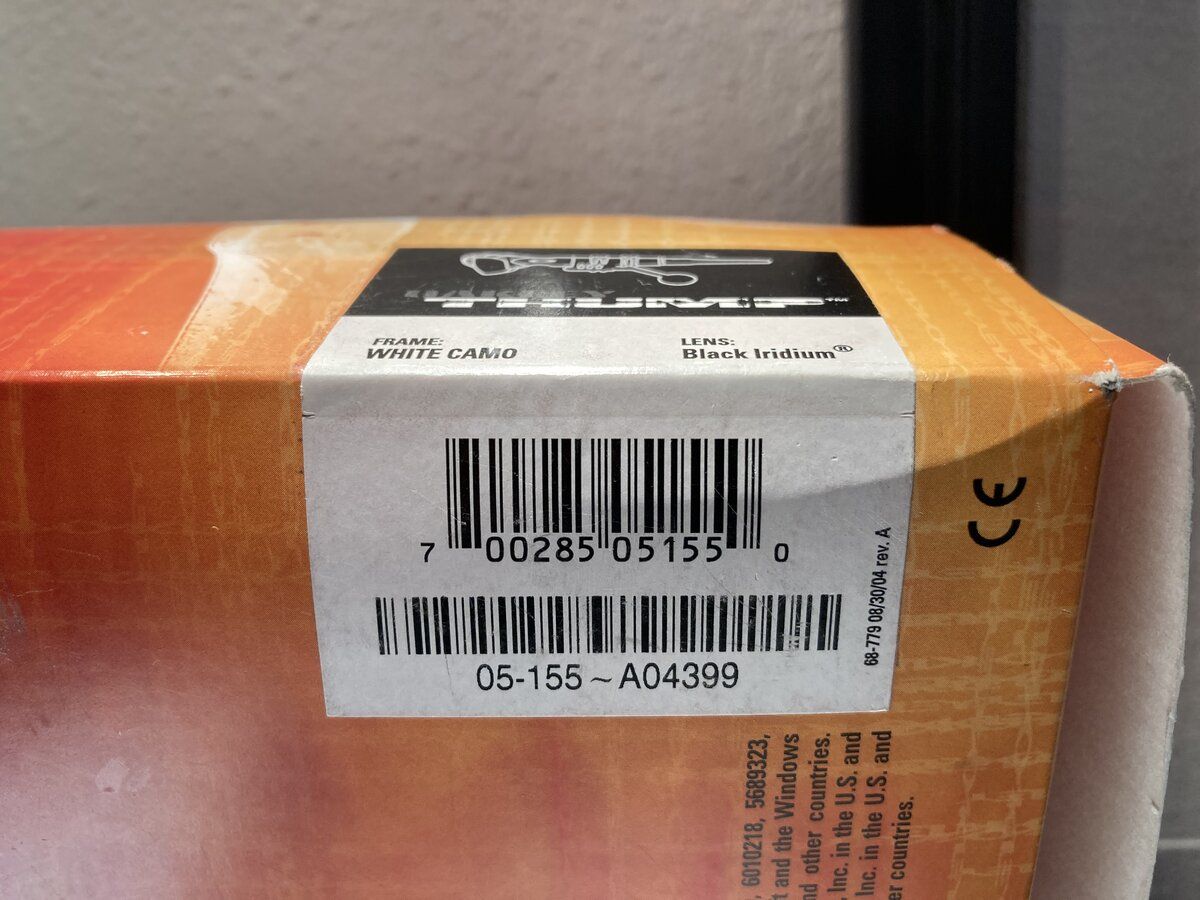 FRAME:
WHITE CAMO
LENS:
Black Iridium®
7 00285 05155 0
05-155 ~ A04399
68-779 08/30/04 rev. A
CE
6010218, 5689323,
and the Windows
other countries.
Inc. in the U.S. and
Inc. in the U.S. and
countries.